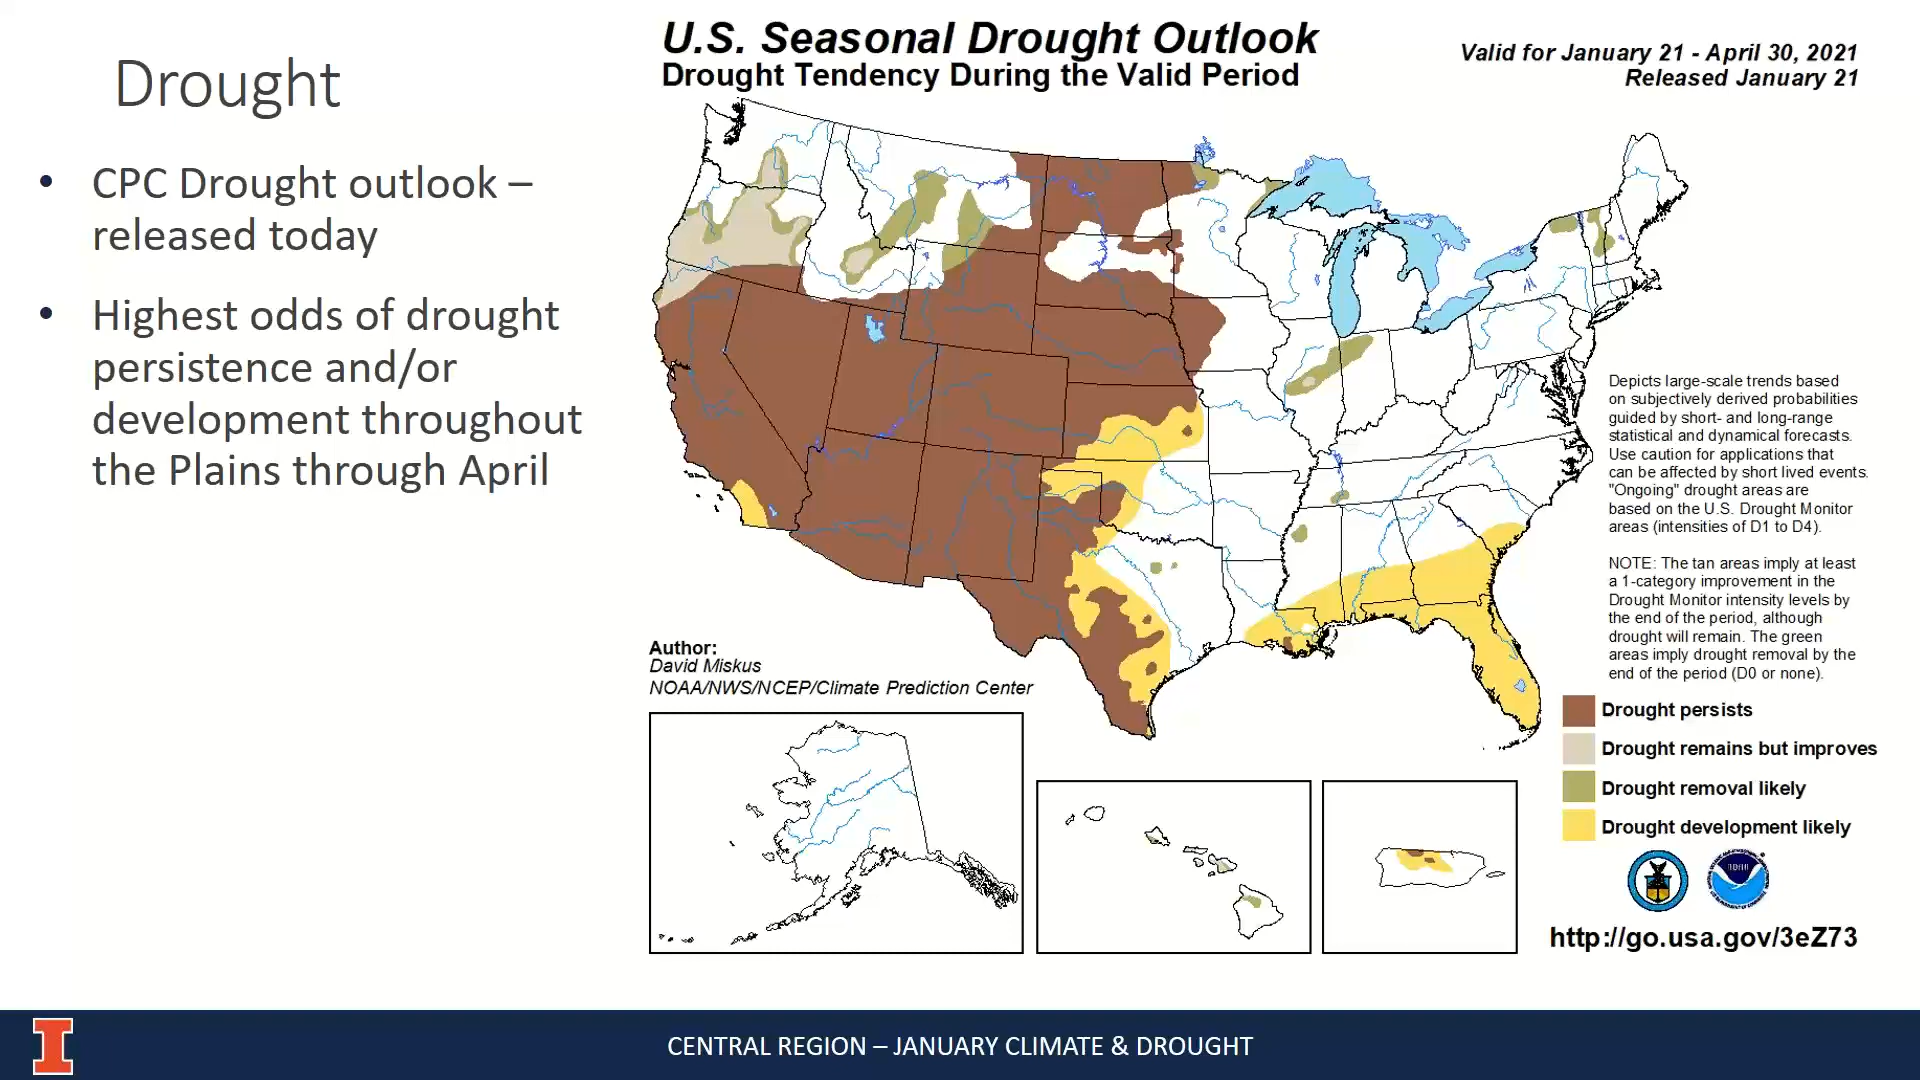 Drought
• CPC Drought outlook –
released today
• Highest odds of drought
persistence and/or
development throughout
the Plains through April
U.S. Seasonal Drought Outlook
Drought Tendency During the Valid Period
Valid for January 21 - April 30, 2021
Released January 21
Depicts large-scale trends based
on subjectively derived probabilities
guided by short- and long-range
statistical and dynamical forecasts.
Use caution for applications that
can be affected by short lived events.
"Ongoing" drought areas are
based on the U.S. Drought Monitor
areas (intensities of D1 to D4).
NOTE: The tan areas imply at least
a 1-category improvement in the
Drought Monitor intensity levels by
the end of the period, although
drought will remain. The green
areas imply drought removal by the
end of the period (D0 or none).
Author:
David Miskus
NOAA/NWS/NCEP/Climate Prediction Center
Drought persists
Drought remains but improves
Drought removal likely
Drought development likely
http://go.usa.gov/3eZ73
I
CENTRAL REGION – JANUARY CLIMATE & DROUGHT